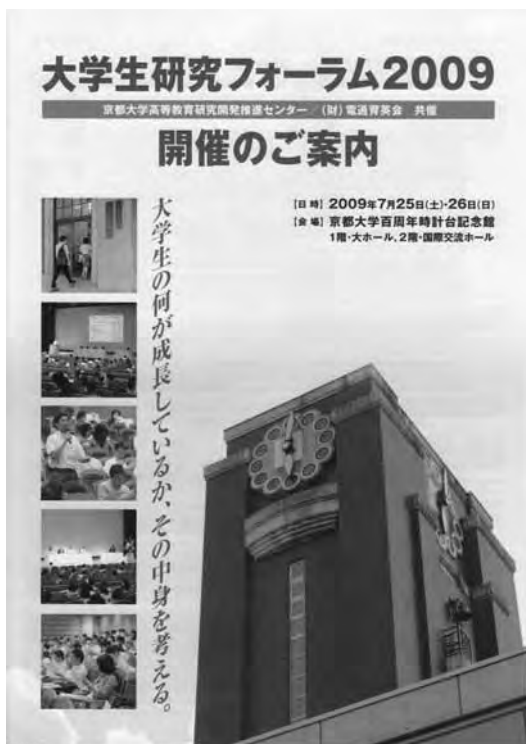 大学生研究フォーラム2009
京都大学高等教育研究開発推進センター/(財)電通育英会 共催
開催のご案内
【日時】2009年7月25日(土)・26日(日)
【会場】京都大学百周年時計台記念館
1階・大ホール、2階・国際交流ホール
大学生の何が成長しているか、その中身を考える。